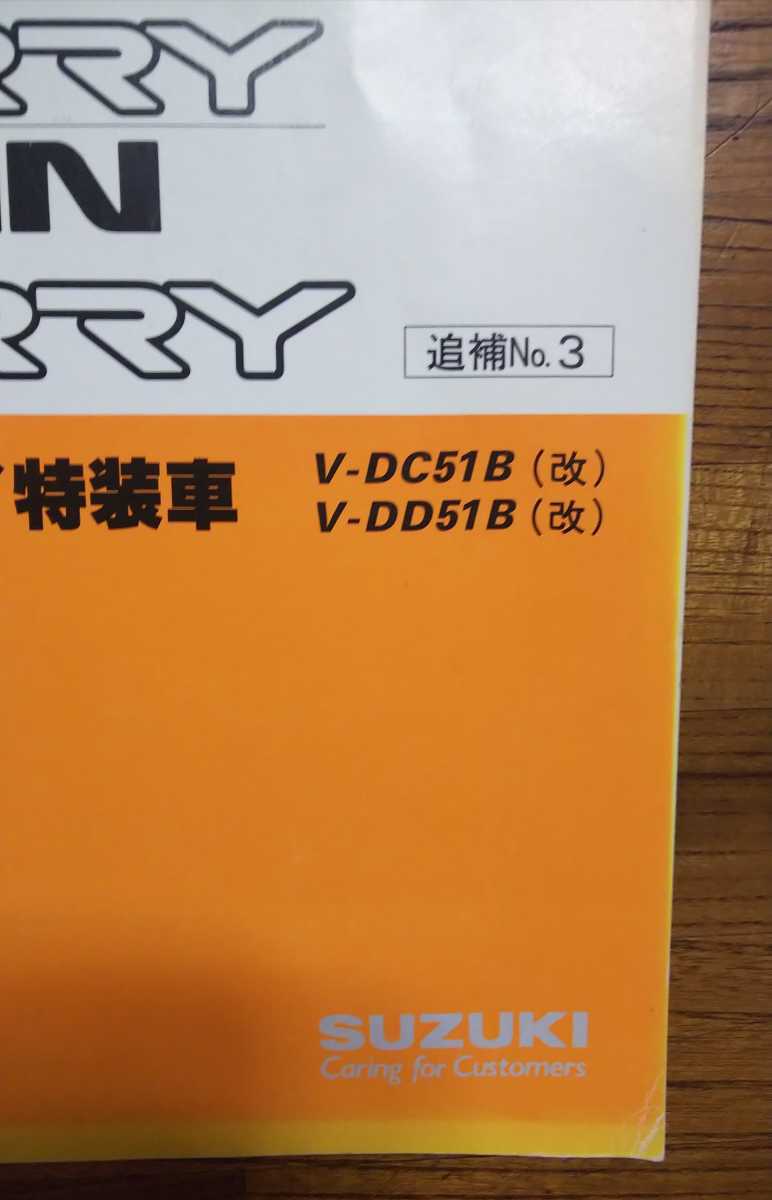 RRY
N
RRY
追補No.3
特装車
V-DC51B (改)
V-DD51B (改)
SUZUKI
Caring for Customers